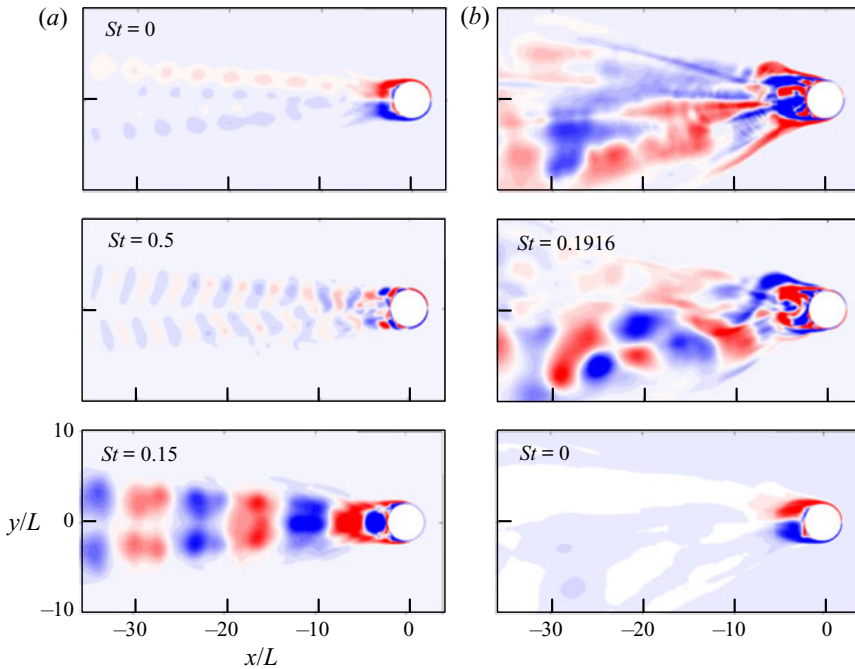 (a)
St = 0
St = 0.5
10
St = 0.15
y/L
0
–10
–30
–20
–10
0
x/L
(b)
St = 0.1916
St = 0
–30
–20
–10
0